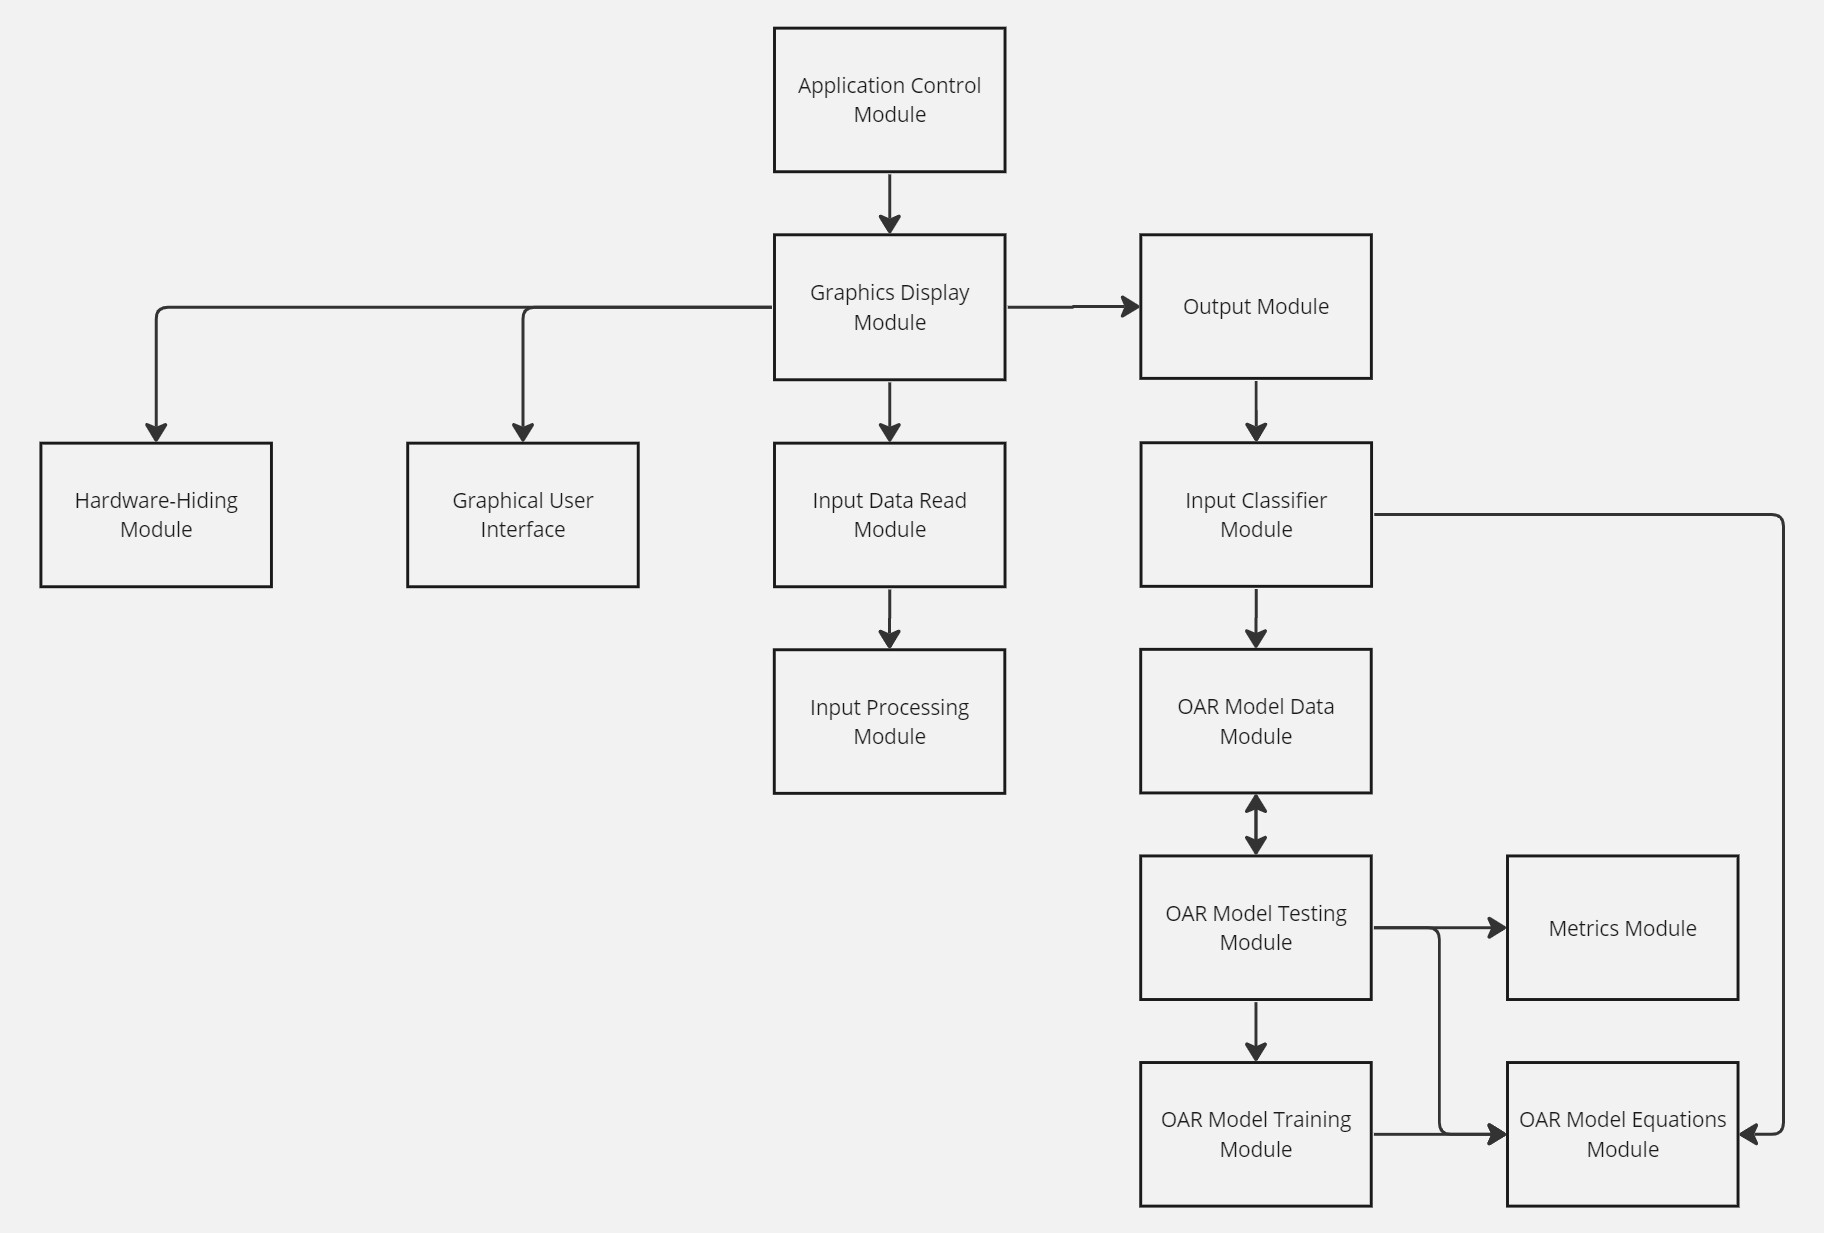 Application Control
Module
Graphics Display
Module
Output Module
Hardware-Hiding
Module
Graphical User
Interface
Input Data Read
Module
Input Classifier
Module
Input Processing
Module
OAR Model Data
Module
OAR Model Testing
Module
Metrics Module
OAR Model Training
Module
OAR Model Equations
Module